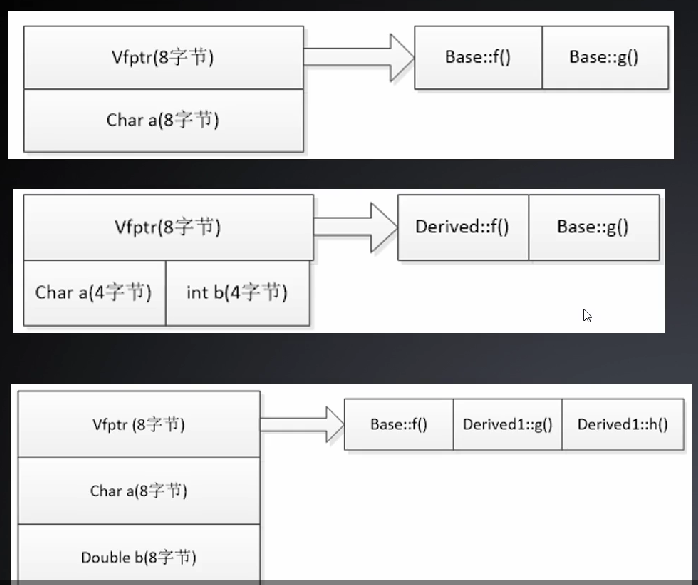 Vfptr(8字节)
Base::f()
Base::g()
Char a(8字节)
Vfptr(8字节)
Derived::f()
Base::g()
Char a(4字节)
int b(4字节)
Vfptr (8字节)
Base::f()
Derived1::g()
Derived1::h()
Char a(8字节)
Double b(8字节)